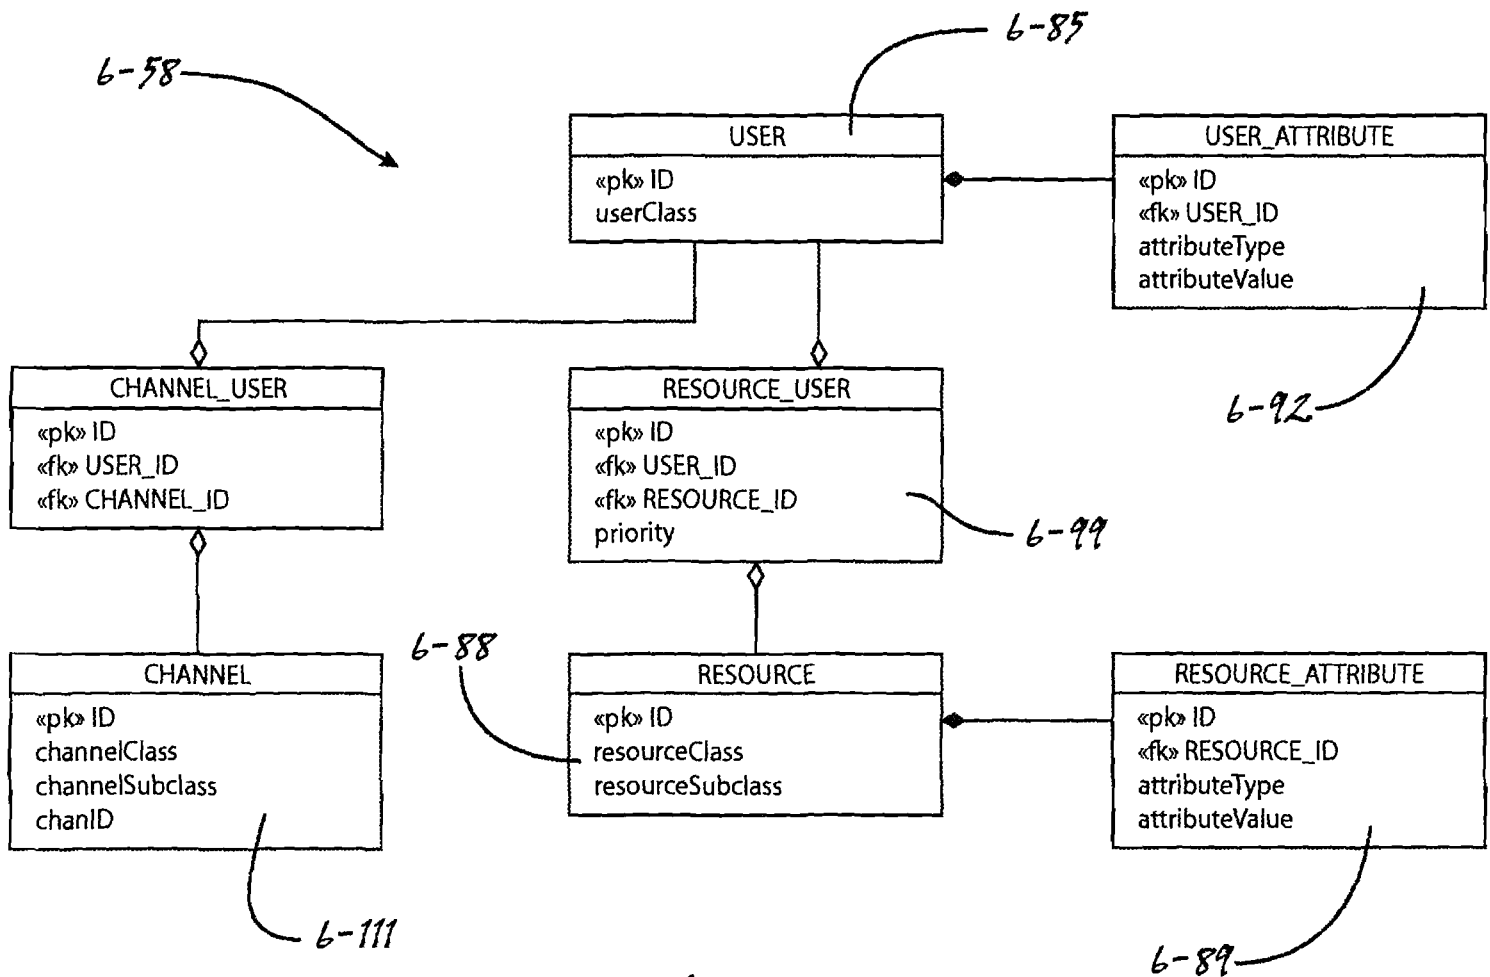 6-85
6-58
USER
«pk» ID
userClass
USER_ATTRIBUTE
«pk» ID
«fk» USER_ID
attributeType
attributeValue
6-92
CHANNEL_USER
«pk» ID
«fk» USER_ID
«fk» CHANNEL_ID
RESOURCE_USER
«pk» ID
«fk» USER_ID
«fk» RESOURCE_ID
priority
6-99
6-88
CHANNEL
«pk» ID
channelClass
channelSubclass
chanID
RESOURCE
«pk» ID
resourceClass
resourceSubclass
RESOURCE_ATTRIBUTE
«pk» ID
«fk» RESOURCE_ID
attributeType
attributeValue
6-111
6-89